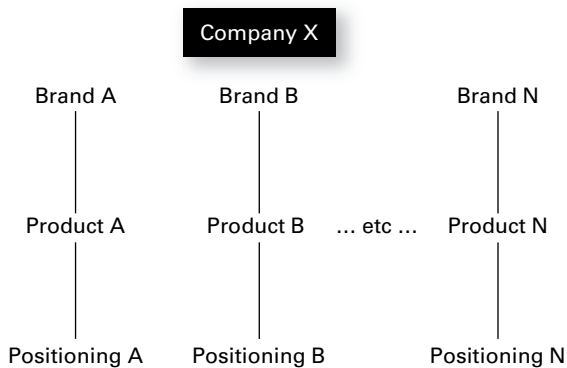 Company X
Brand A Brand B Brand N
Product A Product B … etc … Product N
Positioning A Positioning B Positioning N